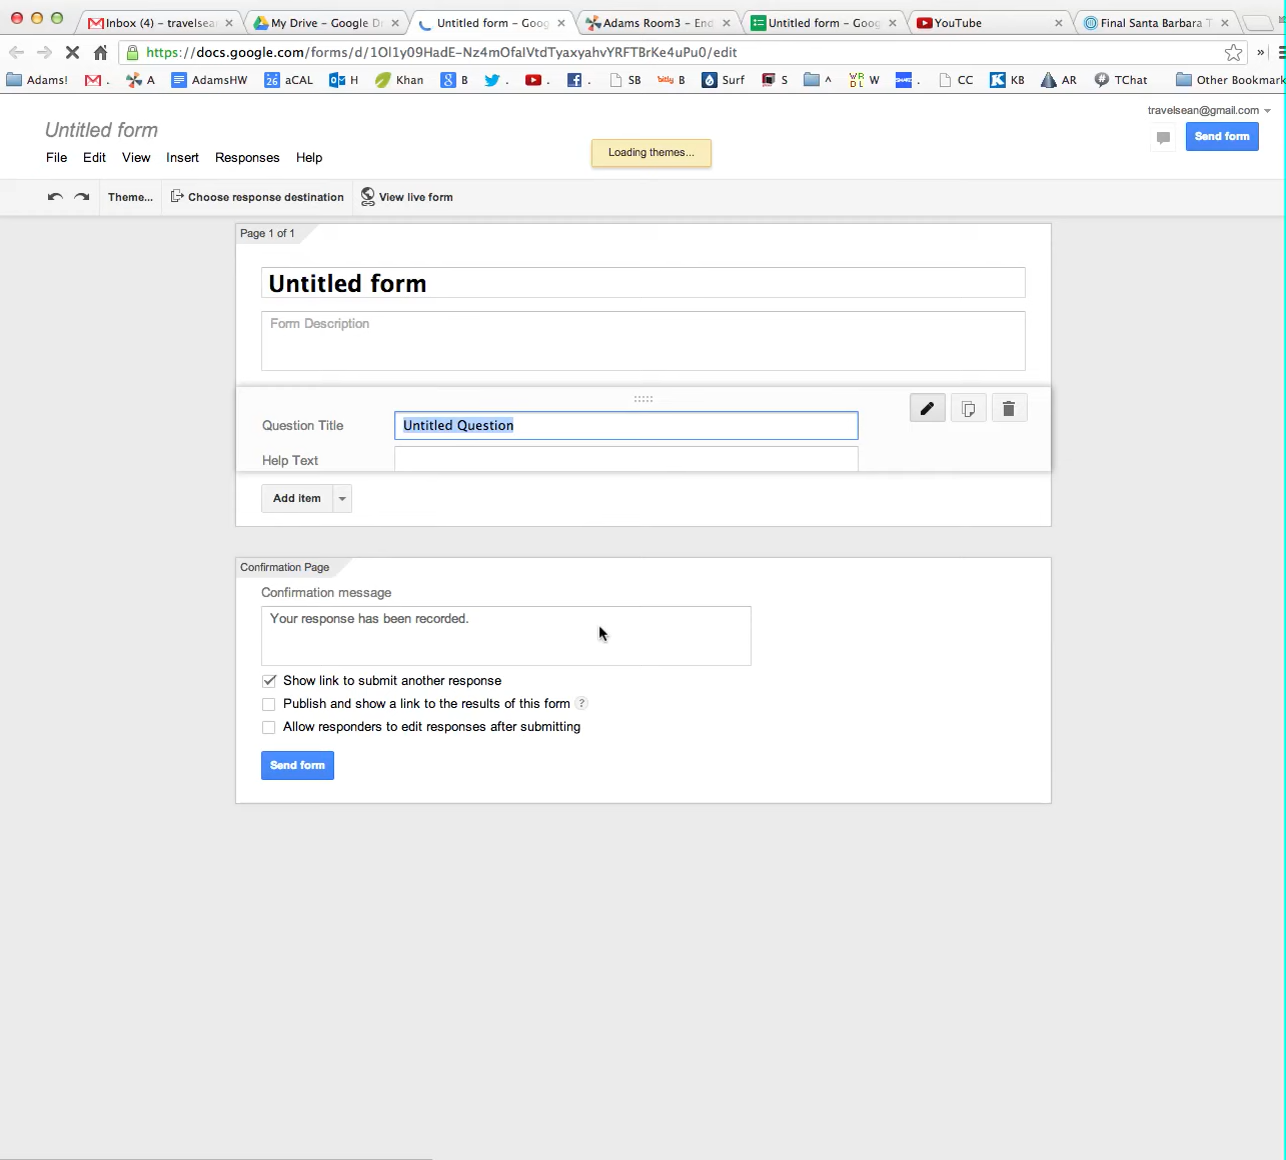 Inbox (4) – travelsea
My Drive – Google Dr
Untitled form – Goog
Adams Room3 – End
Untitled form – Goog
YouTube
Final Santa Barbara T
https://docs.google.com/forms/d/1Ol1y09HadE-Nz4mOfalVtdTyaxyahvYRFTBrKe4uPu0/edit
»
Adams! . A AdamsHW 26 aCAL H Khan B . . . SB bitly B Surf S ^ W . CC KB AR TChat Other Bookmark
travelsean@gmail.com
Untitled form
Send form
Loading themes...
File Edit View Insert Responses Help
Theme... Choose response destination View live form
Page 1 of 1
Untitled form
Form Description
Question Title Untitled Question
Help Text
Add item
Confirmation Page
Confirmation message
Your response has been recorded.
Show link to submit another response
Publish and show a link to the results of this form ?
Allow responders to edit responses after submitting
Send form